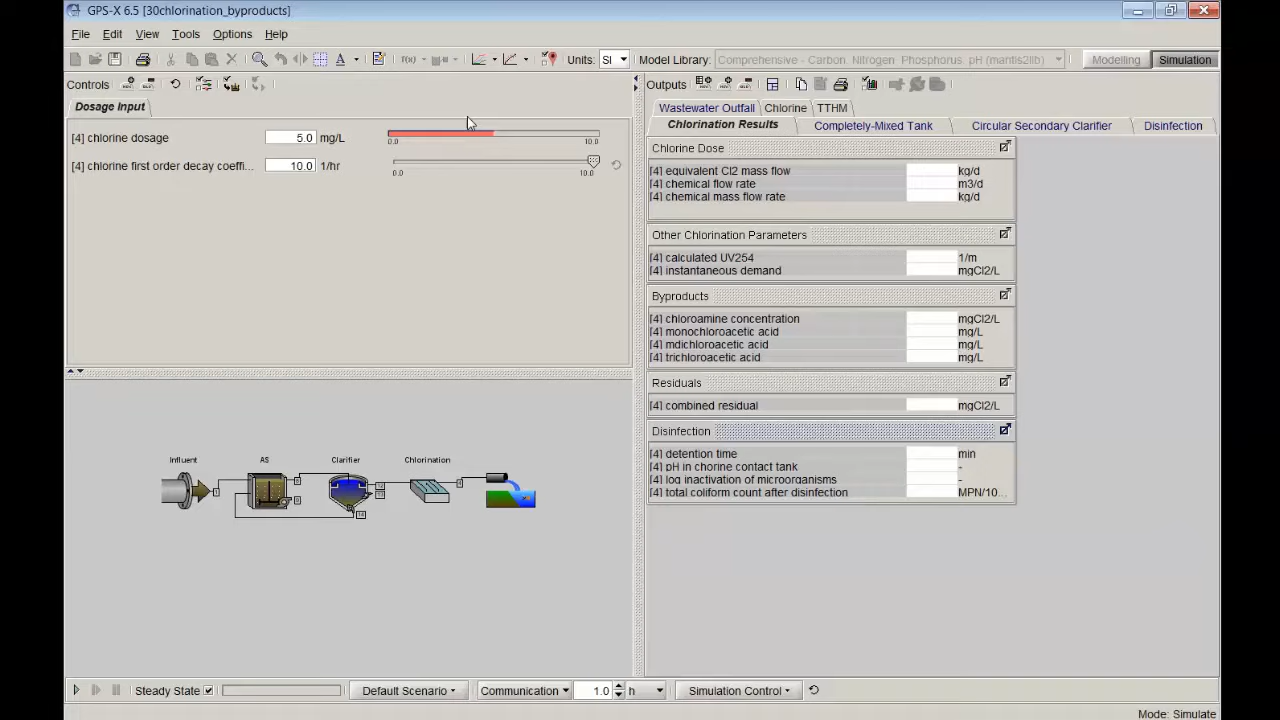 GPS-X 6.5 [30chlorination_byproducts]
File Edit View Tools Options Help
A f(x) Units: SI Model Library: Comprehensive - Carbon, Nitrogen, Phosphorus, pH (mantis2lib) Modelling Simulation
Controls
Outputs
Dosage Input
Wastewater Outfall Chlorine TTHM
Chlorination Results Completely-Mixed Tank Circular Secondary Clarifier Disinfection
[4] chlorine dosage 5.0 mg/L
0.0 10.0
[4] chlorine first order decay coeffi... 10.0 1/hr
0.0 10.0
Chlorine Dose
[4] equivalent Cl2 mass flow kg/d
[4] chemical flow rate m3/d
[4] chemical mass flow rate kg/d
Other Chlorination Parameters
[4] calculated UV254 1/m
[4] instantaneous demand mgCl2/L
Byproducts
[4] chloroamine concentration mgCl2/L
[4] monochloroacetic acid mg/L
[4] mdichloroacetic acid mg/L
[4] trichloroacetic acid mg/L
Residuals
[4] combined residual mgCl2/L
Disinfection
[4] detention time min
[4] pH in chorine contact tank -
[4] log inactivation of microorganisms -
[4] total coliform count after disinfection MPN/10...
Influent AS Clarifier Chlorination
Steady State Default Scenario Communication 1.0 h Simulation Control
Mode: Simulate